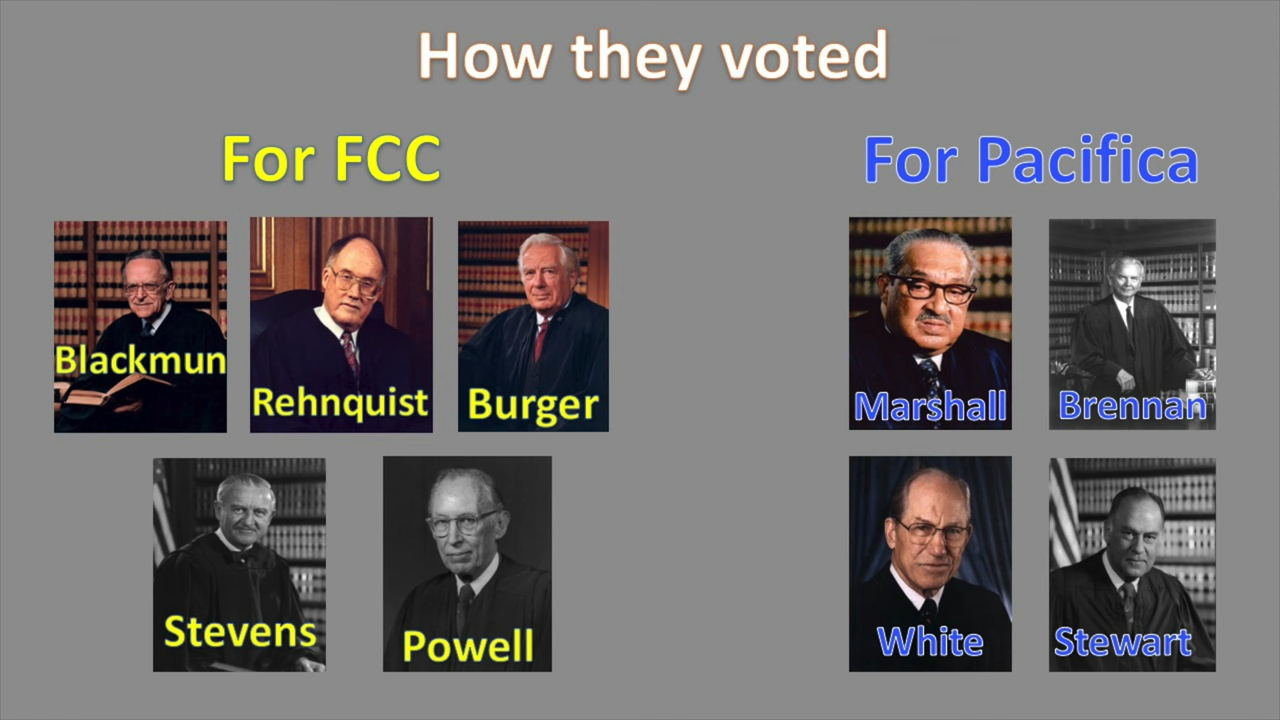 How they voted
For FCC
For Pacifica
Blackmun
Rehnquist
Burger
Marshall
Brennan
Stevens
Powell
White
Stewart